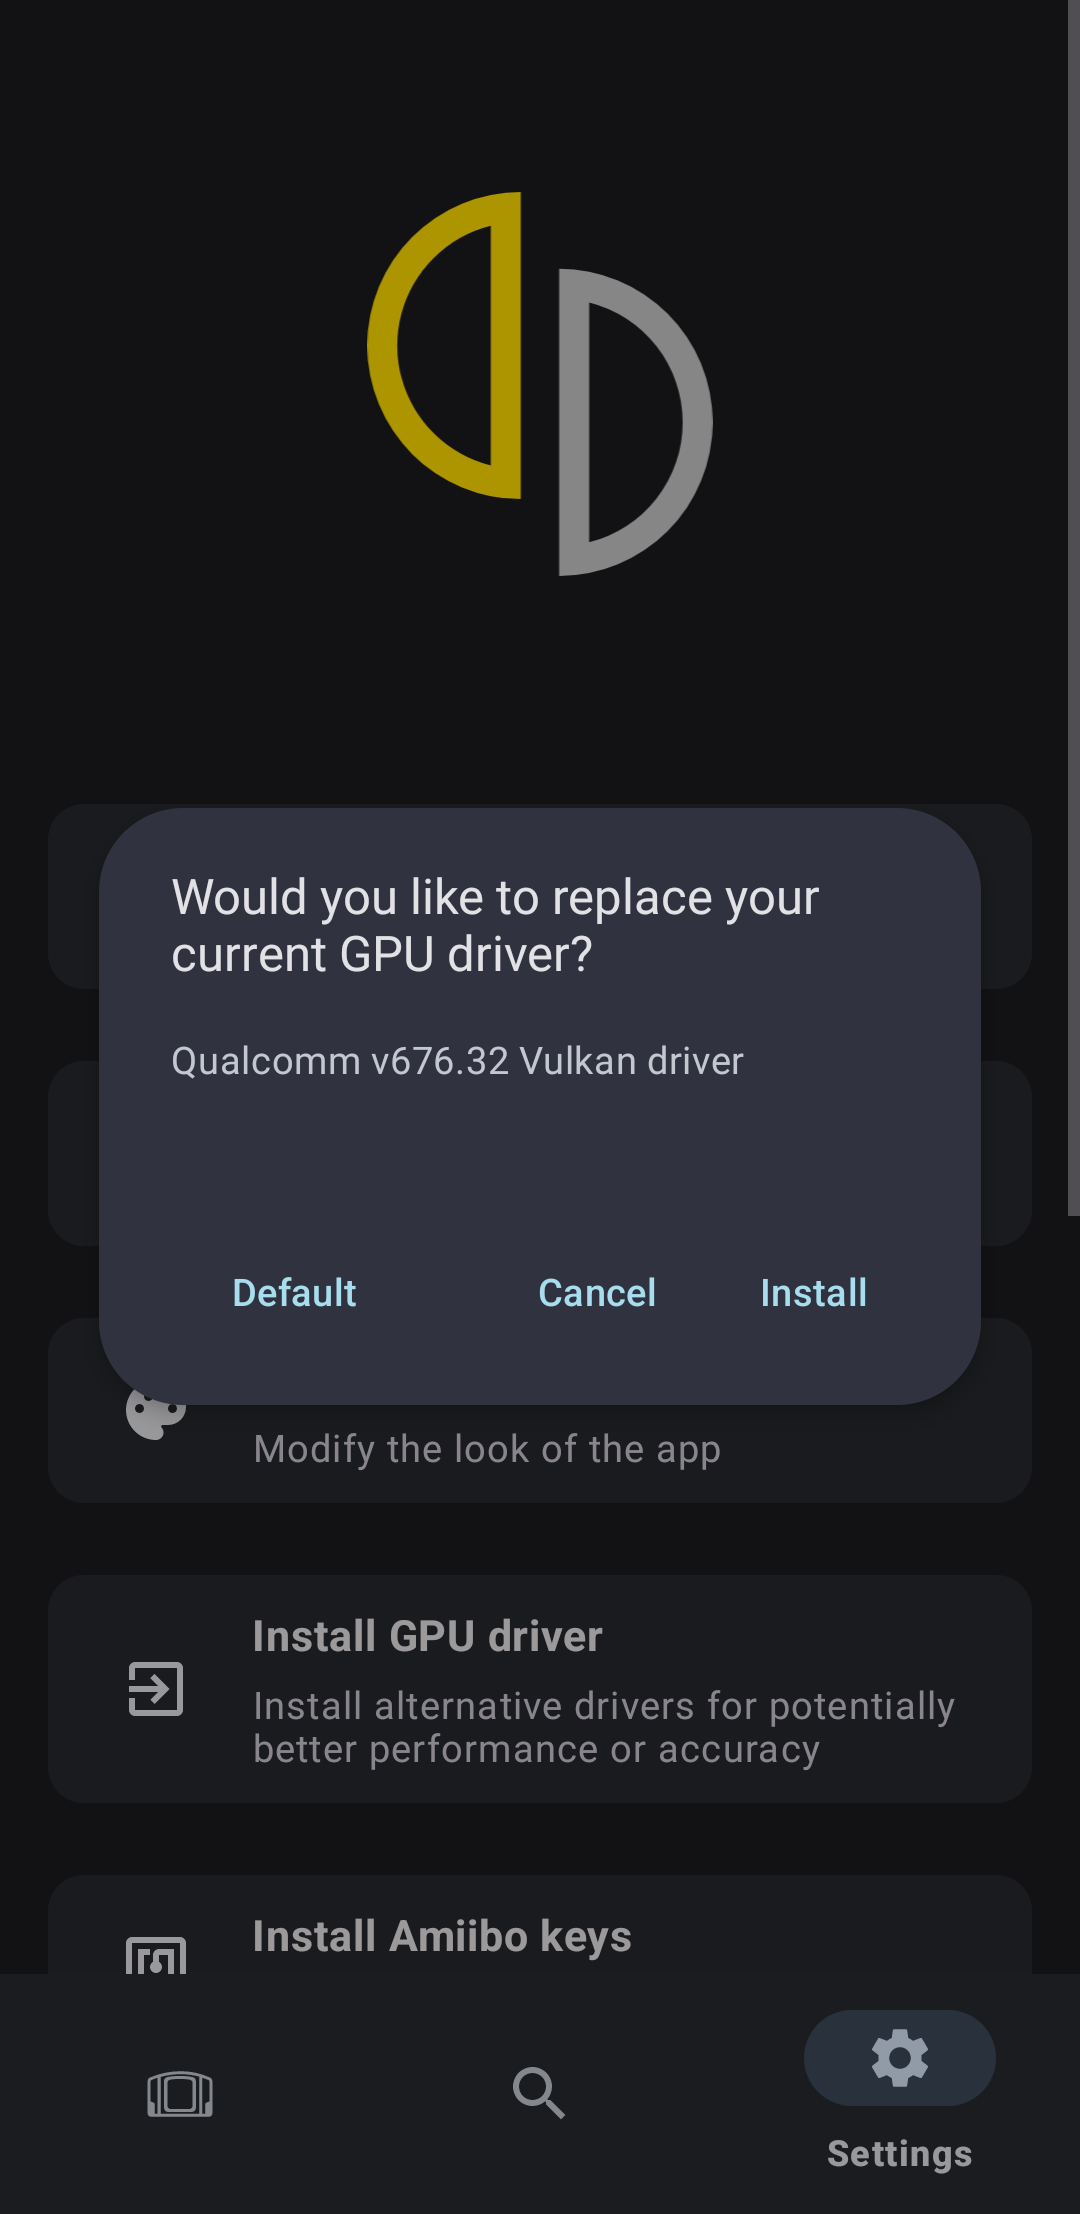 Would you like to replace your
current GPU driver?
Qualcomm v676.32 Vulkan driver
Default
Cancel
Install
Modify the look of the app
Install GPU driver
Install alternative drivers for potentially
better performance or accuracy
Install Amiibo keys
Settings